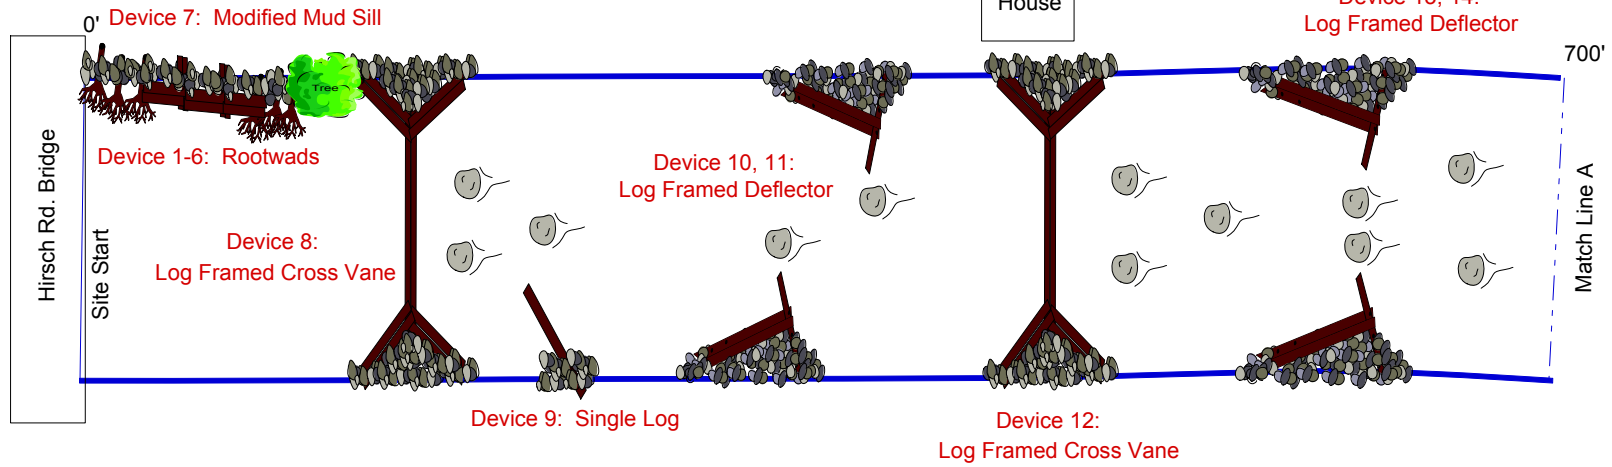 House
Log Framed Deflector
0'
Device 7:  Modified Mud Sill
700'
Tree
Device 1-6:  Rootwads
Device 10, 11:
Log Framed Deflector
Hirsch Rd. Bridge
Site Start
Device 8:
Log Framed Cross Vane
Match Line A
Device 9:  Single Log
Device 12:
Log Framed Cross Vane